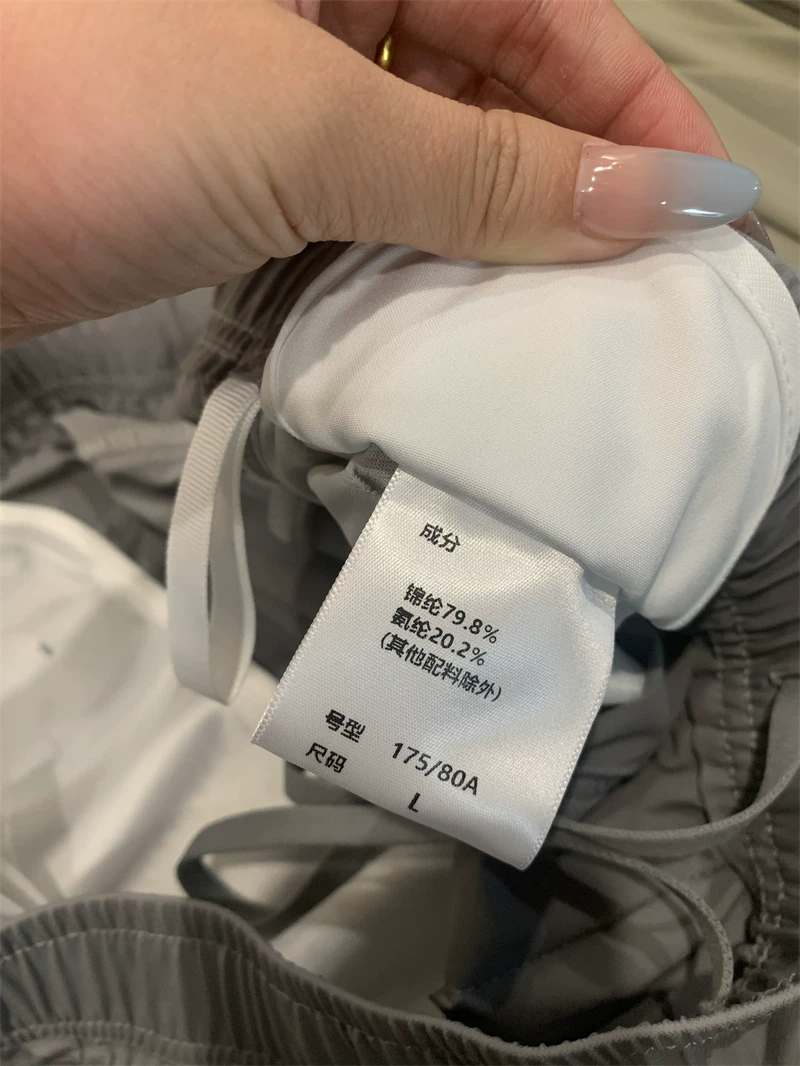 成分
锦纶79.8%
氨纶20.2%
(其他配料除外)
号型 175/80A
尺码 L